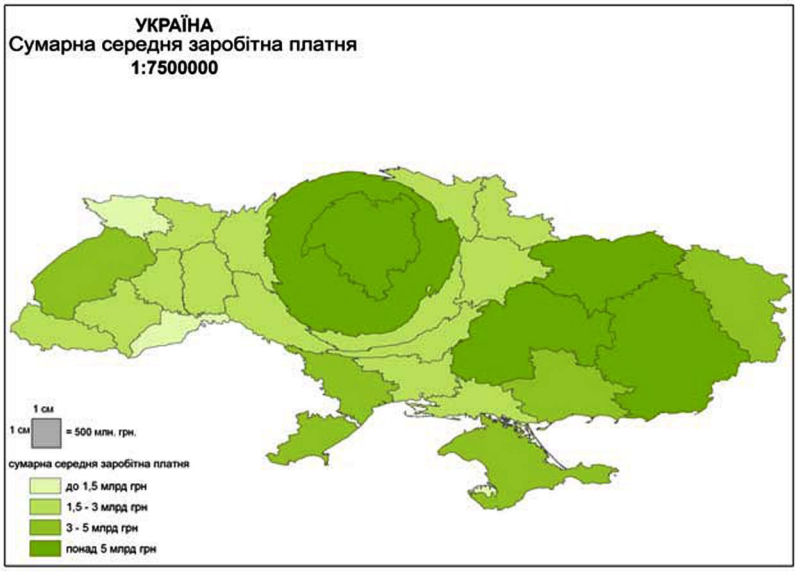 УКРАЇНА
Сумарна середня заробітна платня
1:7500000
1 см
1 см = 500 млн. грн.
сумарна середня заробітна платня
до 1,5 млрд грн
1,5 - 3 млрд грн
3 - 5 млрд грн
понад 5 млрд грн